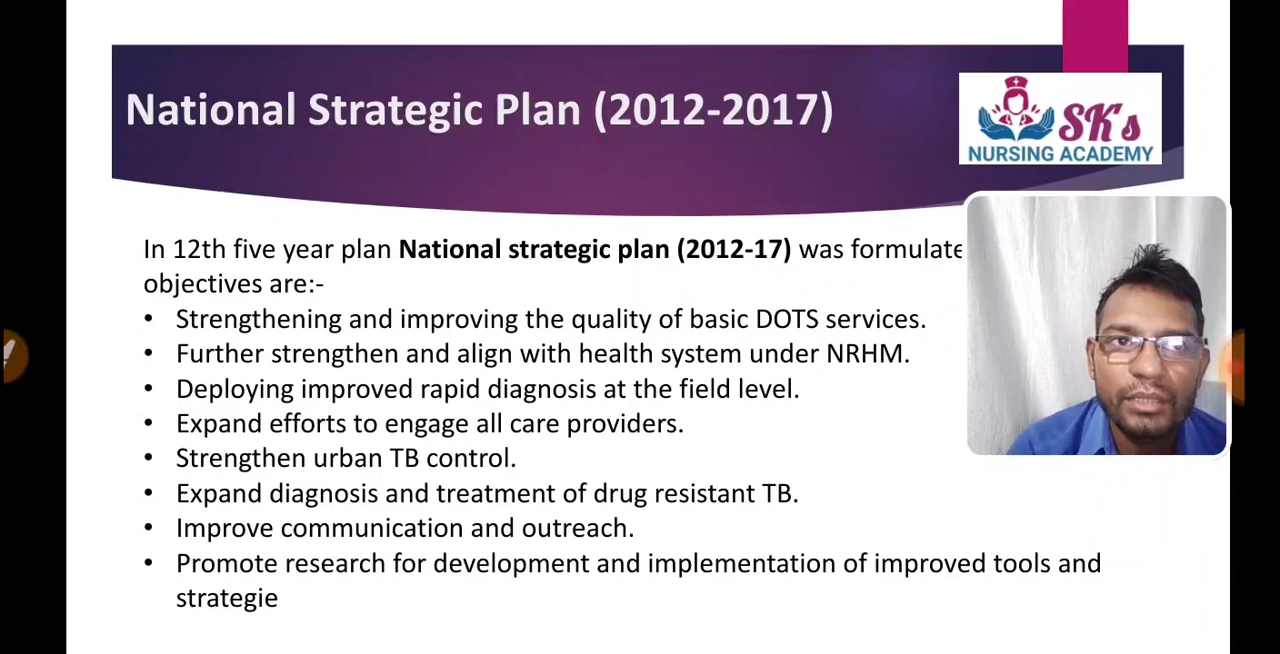 National Strategic Plan (2012-2017)
SK's
NURSING ACADEMY
In 12th five year plan National strategic plan (2012-17) was formulate
objectives are:-
• Strengthening and improving the quality of basic DOTS services.
• Further strengthen and align with health system under NRHM.
• Deploying improved rapid diagnosis at the field level.
• Expand efforts to engage all care providers.
• Strengthen urban TB control.
• Expand diagnosis and treatment of drug resistant TB.
• Improve communication and outreach.
• Promote research for development and implementation of improved tools and
strategie